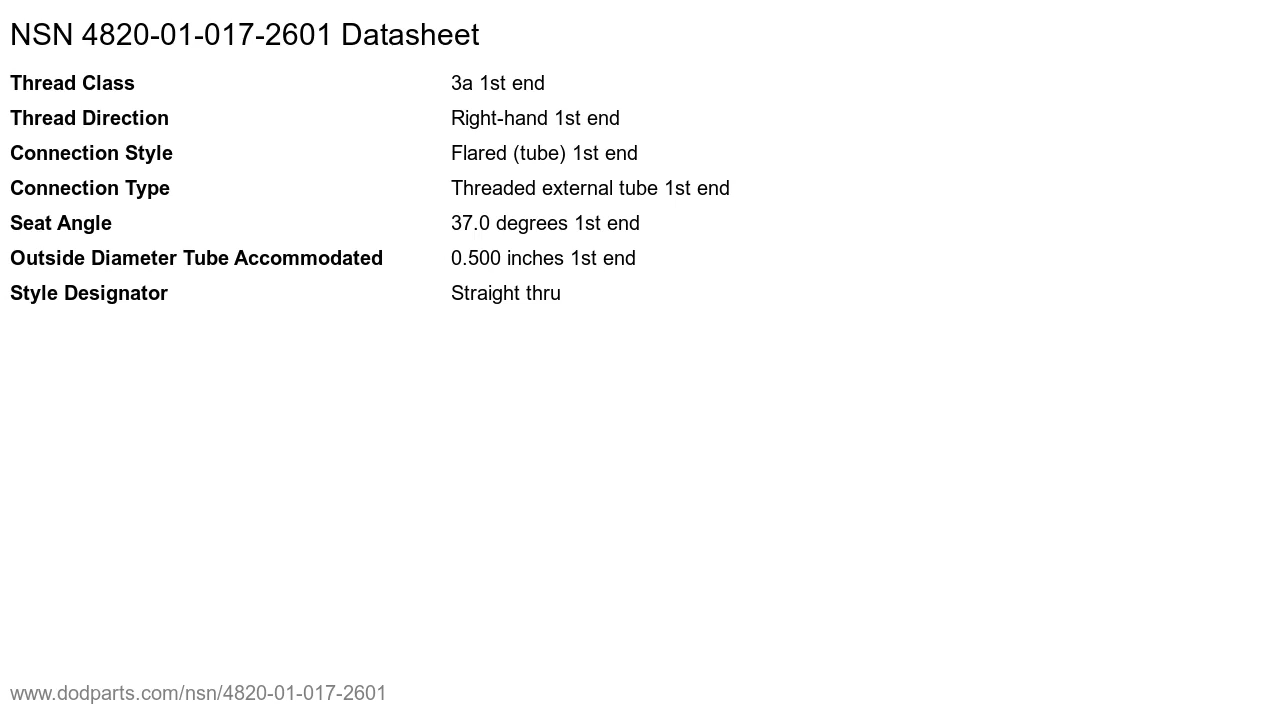 NSN 4820-01-017-2601 Datasheet
Thread Class 3a 1st end
Thread Direction Right-hand 1st end
Connection Style Flared (tube) 1st end
Connection Type Threaded external tube 1st end
Seat Angle 37.0 degrees 1st end
Outside Diameter Tube Accommodated 0.500 inches 1st end
Style Designator Straight thru
www.dodparts.com/nsn/4820-01-017-2601